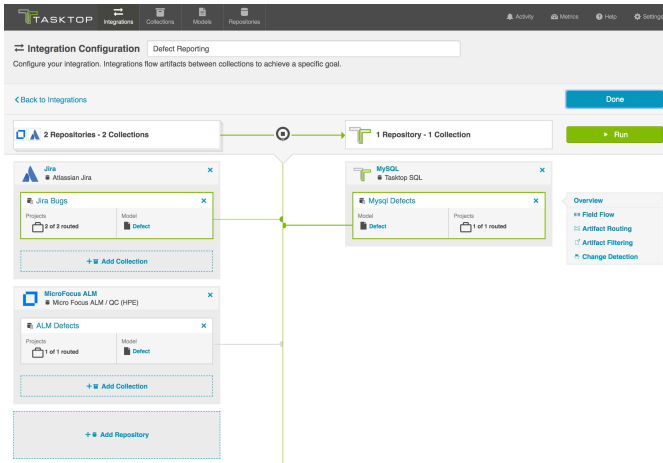 TASKTOP
Integrations
Collections
Models
Repositories
Activity
Metrics
Help
Settings
Integration Configuration
Defect Reporting
Configure your integration. Integrations flow artifacts between collections to achieve a specific goal.
Back to Integrations
Done
2 Repositories - 2 Collections
1 Repository - 1 Collection
Run
Jira
Atlassian Jira
Jira Bugs
Projects
2 of 2 routed
Model
Defect
+ Add Collection
MySQL
Tasktop SQL
Mysql Defects
Model
Defect
Projects
1 of 1 routed
Overview
Field Flow
Artifact Routing
Artifact Filtering
Change Detection
MicroFocus ALM
Micro Focus ALM / QC (HPE)
ALM Defects
Projects
1 of 1 routed
Model
Defect
+ Add Collection
+ Add Repository